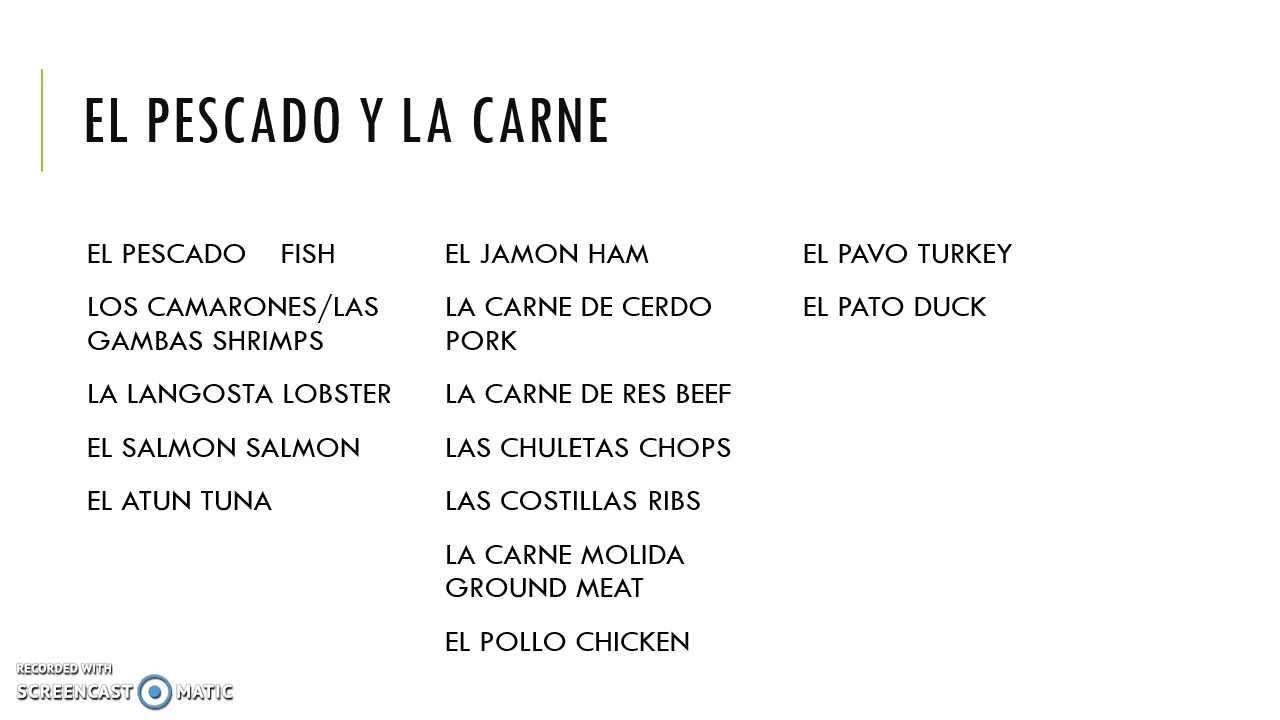 EL PESCADO Y LA CARNE
EL PESCADO FISH
LOS CAMARONES/LAS
GAMBAS SHRIMPS
LA LANGOSTA LOBSTER
EL SALMON SALMON
EL ATUN TUNA
EL JAMON HAM
LA CARNE DE CERDO
PORK
LA CARNE DE RES BEEF
LAS CHULETAS CHOPS
LAS COSTILLAS RIBS
LA CARNE MOLIDA
GROUND MEAT
EL POLLO CHICKEN
EL PAVO TURKEY
EL PATO DUCK
RECORDED WITH
SCREENCAST MATIC